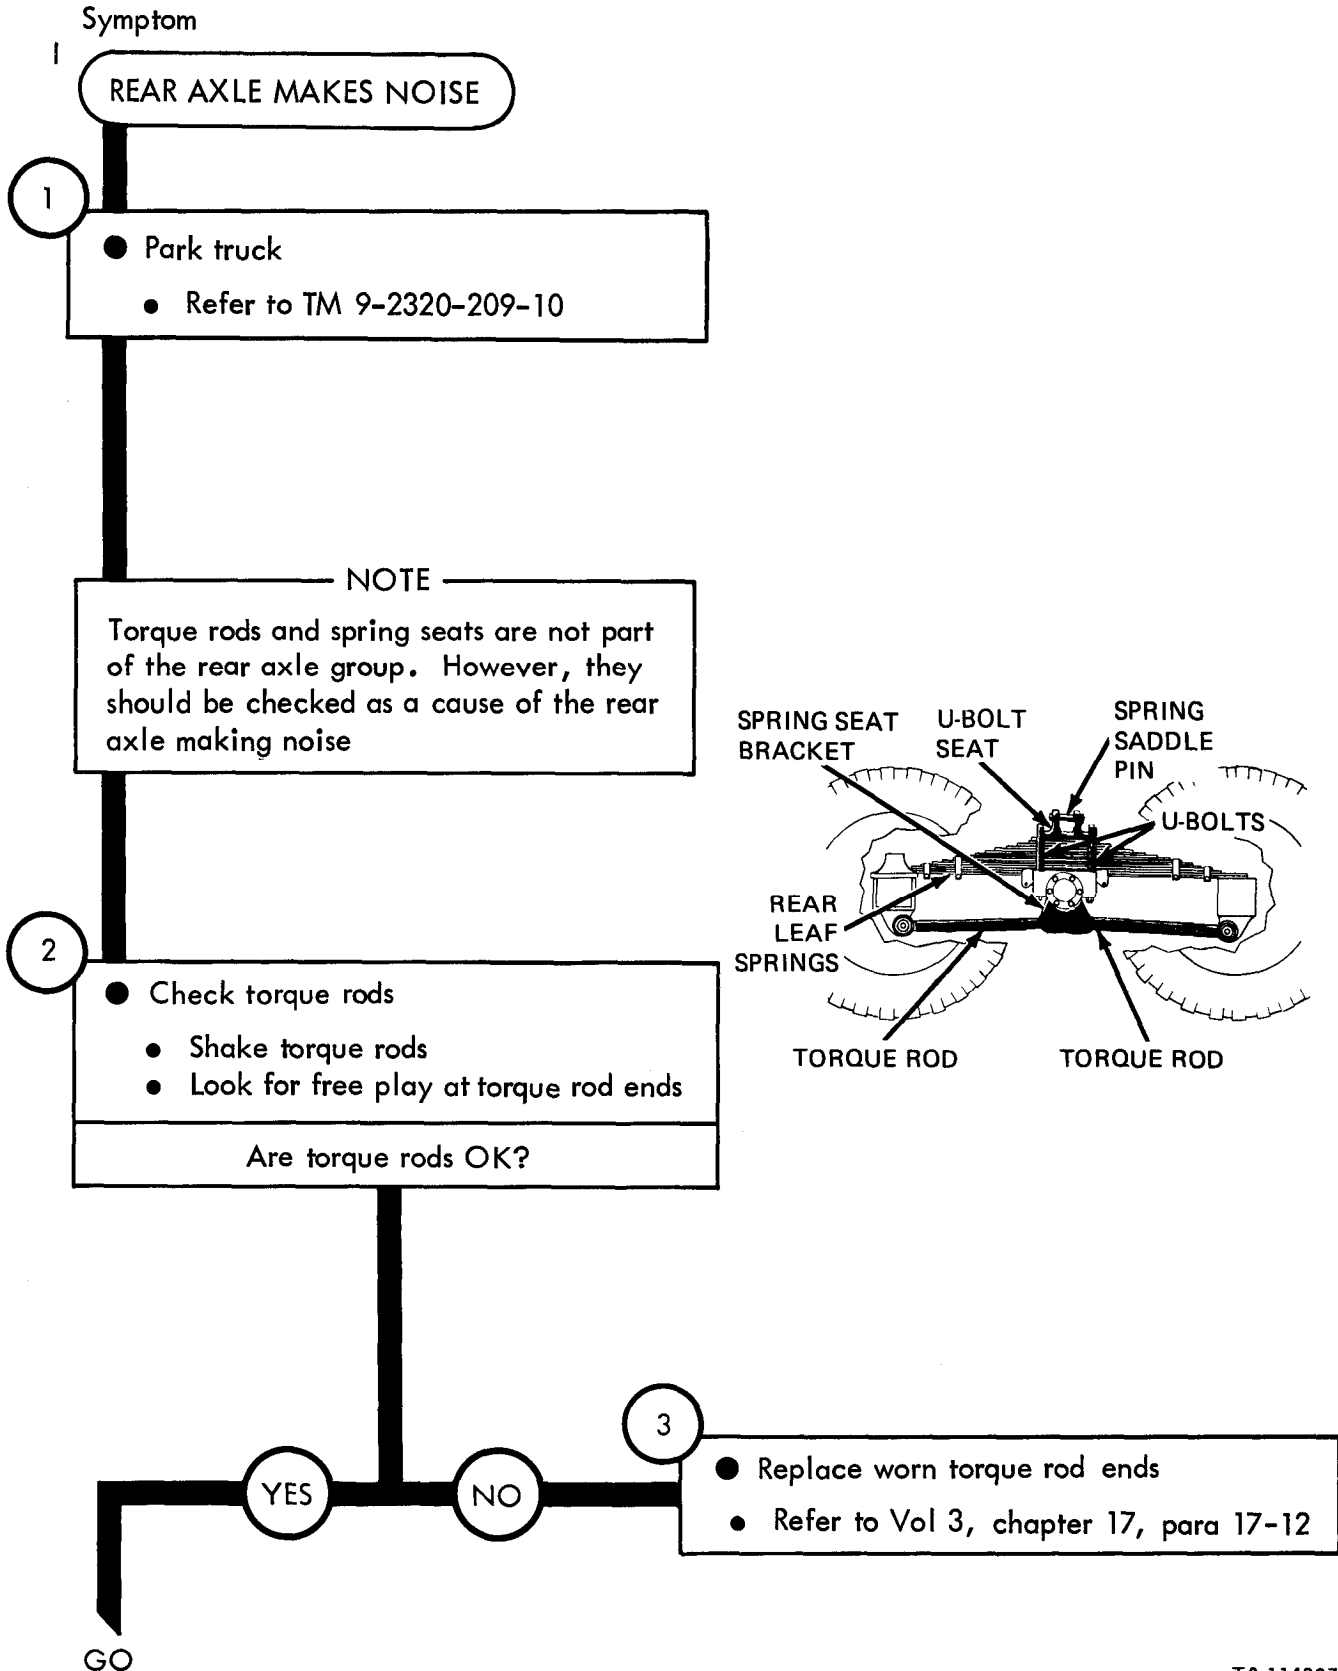 Symptom
I
REAR AXLE MAKES NOISE
1
● Park truck
● Refer to TM 9-2320-209-10
NOTE
Torque rods and spring seats are not part
of the rear axle group. However, they
should be checked as a cause of the rear
axle making noise
SPRING SEAT
BRACKET
U-BOLT
SEAT
SPRING
SADDLE
PIN
U-BOLTS
REAR
LEAF
SPRINGS
TORQUE ROD
TORQUE ROD
2
● Check torque rods
● Shake torque rods
● Look for free play at torque rod ends
Are torque rods OK?
YES
NO
3
● Replace worn torque rod ends
● Refer to Vol 3, chapter 17, para 17-12
GO